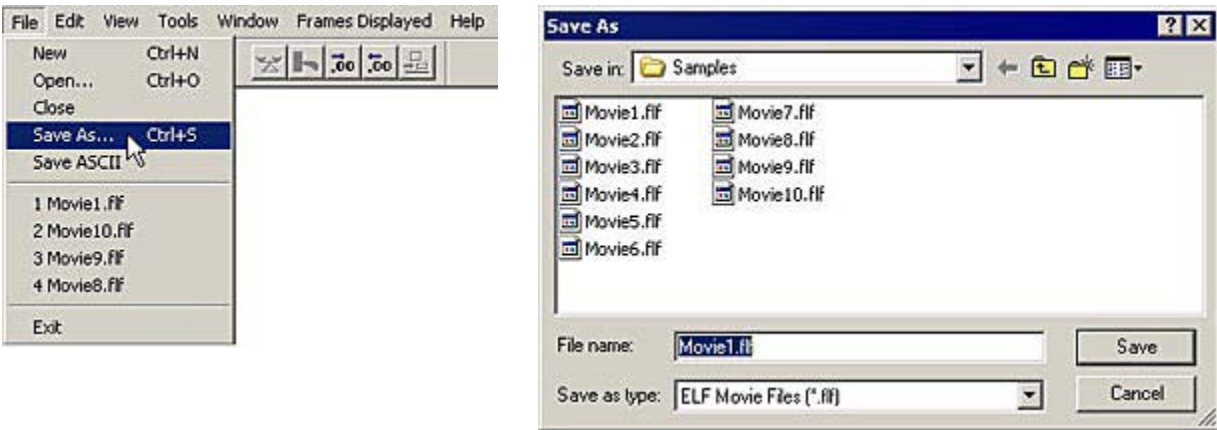 File Edit View Tools Window Frames Displayed Help
New Ctrl+N
Open... Ctrl+O
Close
Save As... Ctrl+S
Save ASCII
1 Movie1.flf
2 Movie10.flf
3 Movie9.flf
4 Movie8.flf
Exit
Save As
Save in: Samples
Movie1.flf Movie7.flf
Movie2.flf Movie8.flf
Movie3.flf Movie9.flf
Movie4.flf Movie10.flf
Movie5.flf
Movie6.flf
File name: Movie1.flf Save
Save as type: ELF Movie Files (*.flf) Cancel